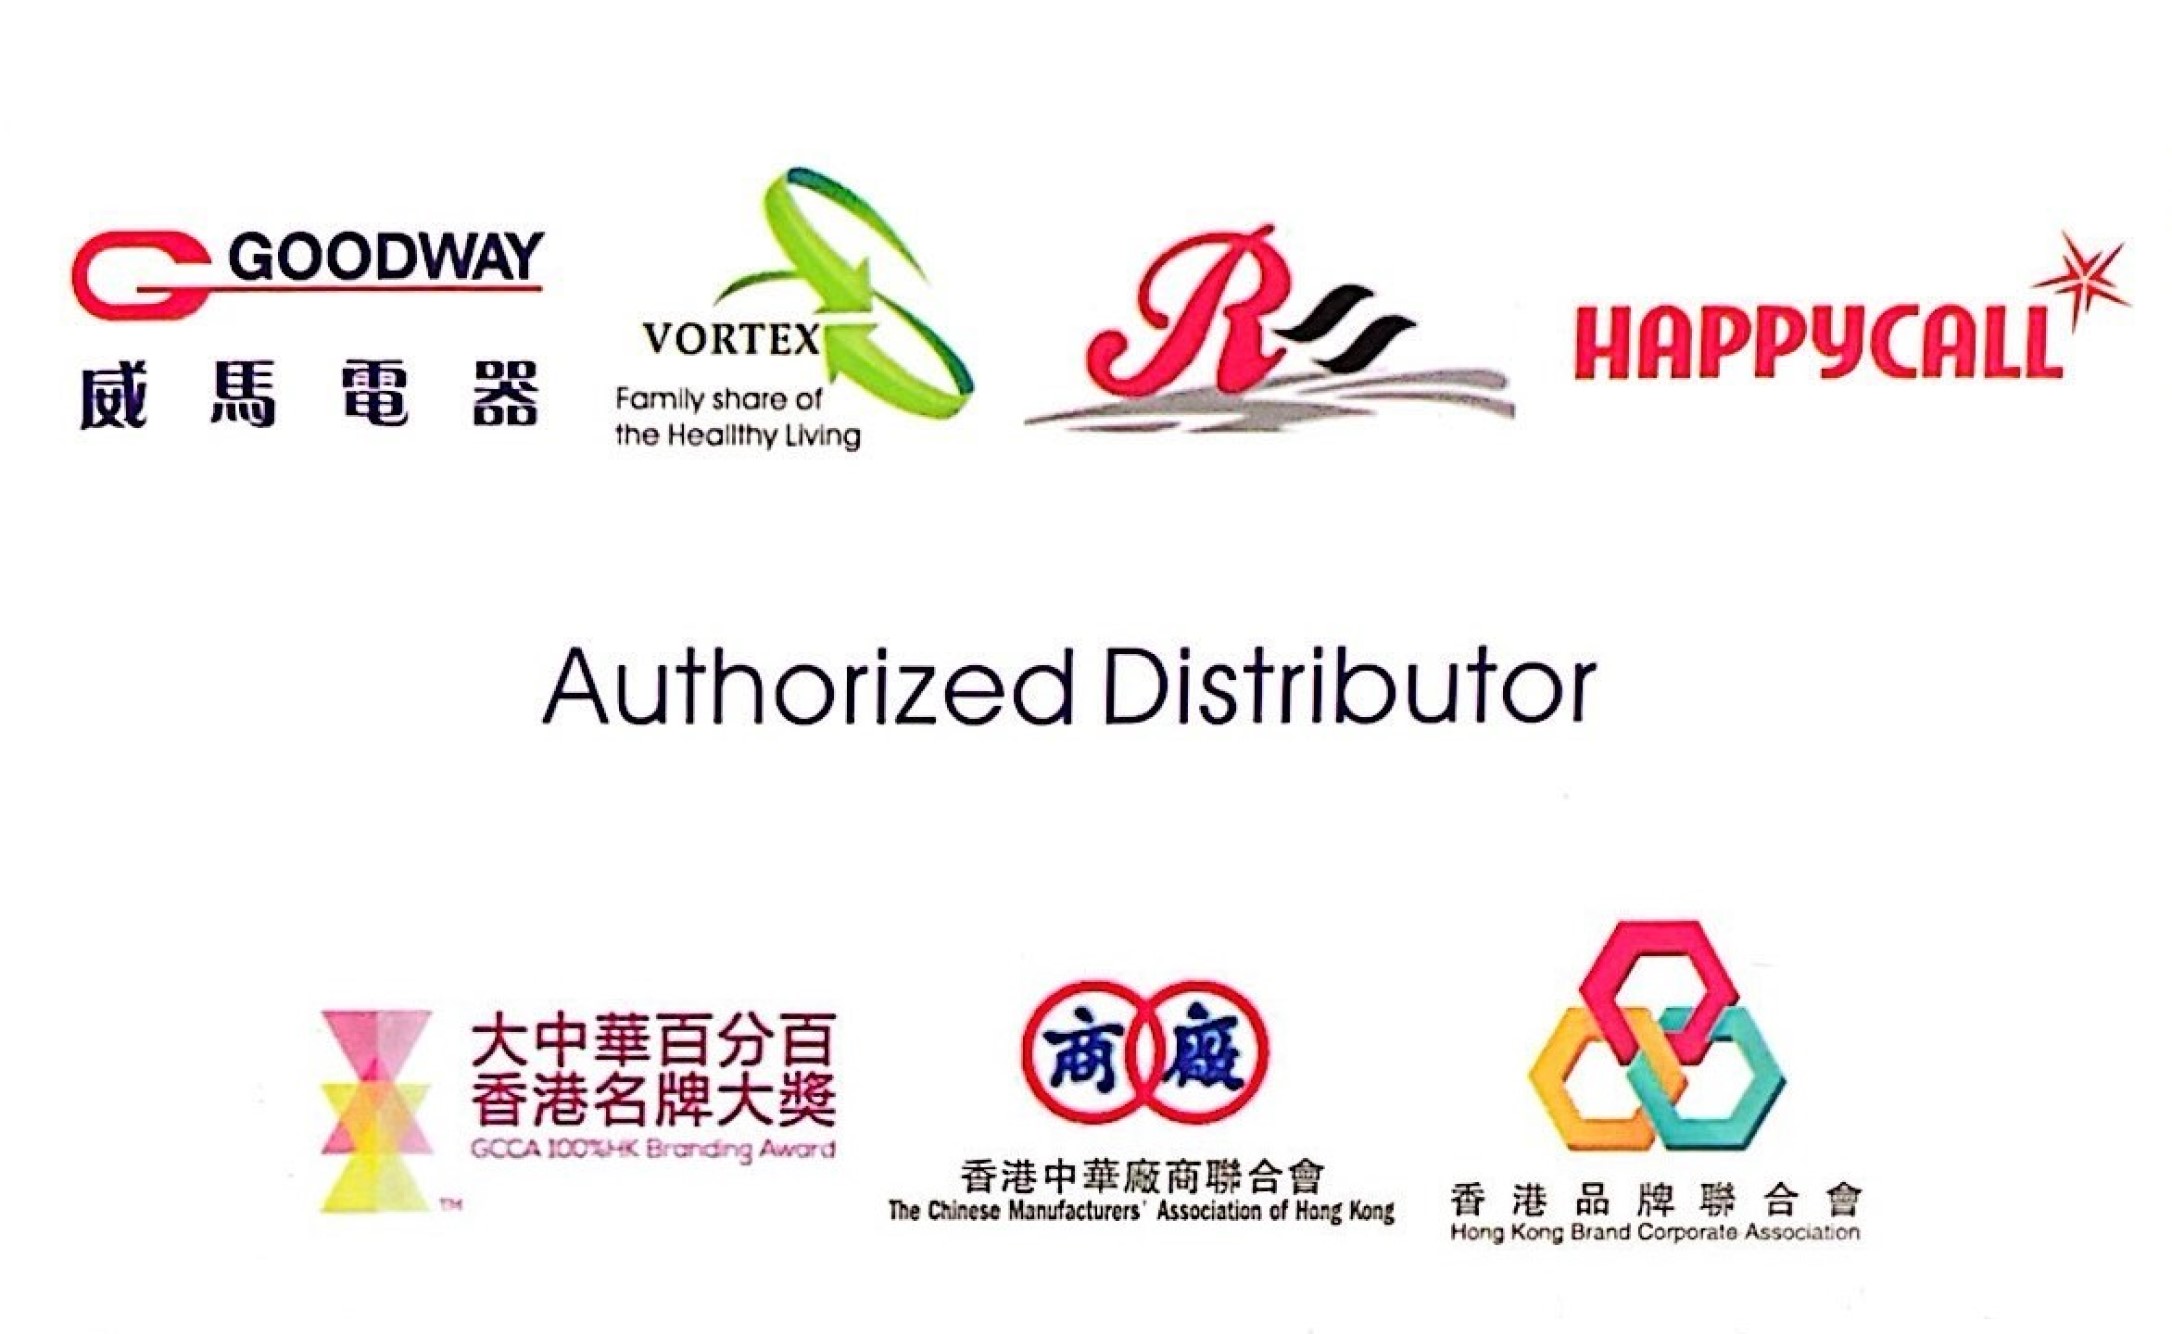 GOODWAY
威馬電器
VORTEX
Family share of
the Heallthy Living
R
HAPPYCALL
Authorized Distributor
大中華百分百
香港名牌大獎
GCCA 100%HK Branding Award
TM
商廠
香港中華廠商聯合會
The Chinese Manufacturers' Association of Hong Kong
香港品牌聯合會
Hong Kong Brand Corporate Association